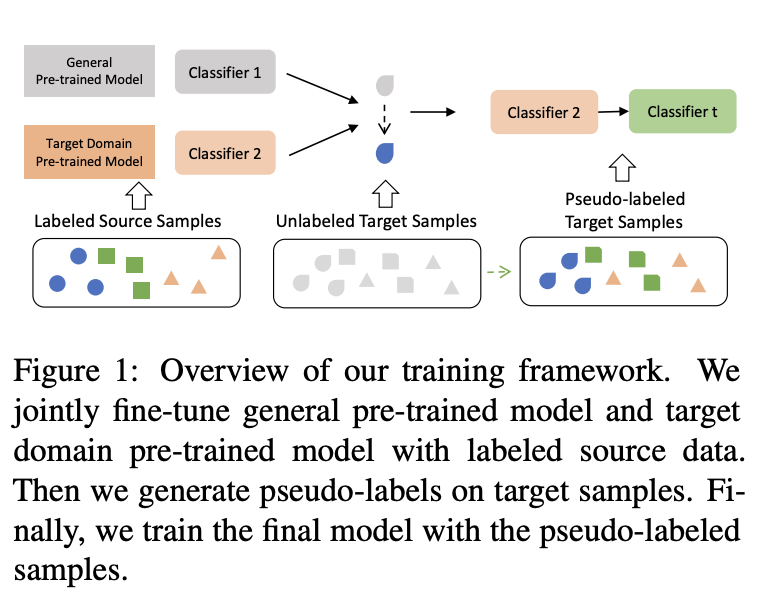 General
Pre-trained Model
Classifier 1
Target Domain
Pre-trained Model
Classifier 2
Classifier 2
Classifier t
Labeled Source Samples
Unlabeled Target Samples
Pseudo-labeled
Target Samples
Figure 1: Overview of our training framework. We
jointly fine-tune general pre-trained model and target
domain pre-trained model with labeled source data.
Then we generate pseudo-labels on target samples. Fi-
nally, we train the final model with the pseudo-labeled
samples.